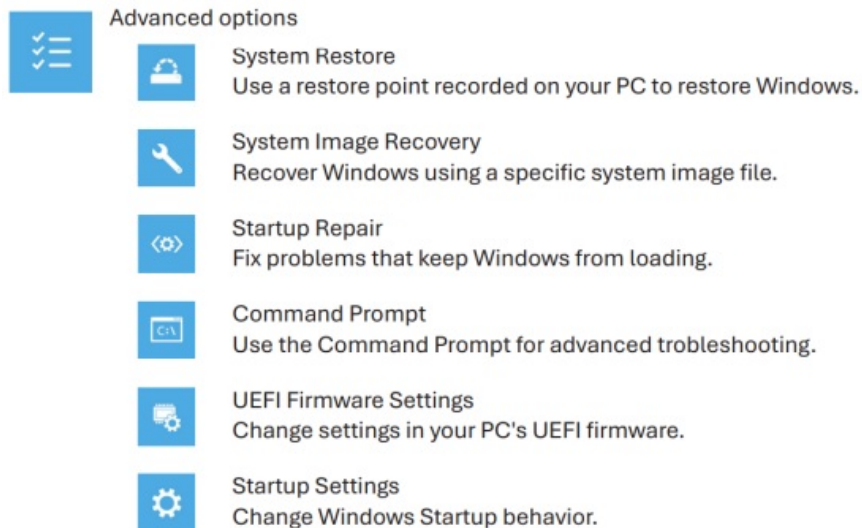 Advanced options
System Restore
Use a restore point recorded on your PC to restore Windows.
System Image Recovery
Recover Windows using a specific system image file.
Startup Repair
Fix problems that keep Windows from loading.
C:\
Command Prompt
Use the Command Prompt for advanced trobleshooting.
UEFI Firmware Settings
Change settings in your PC's UEFI firmware.
Startup Settings
Change Windows Startup behavior.